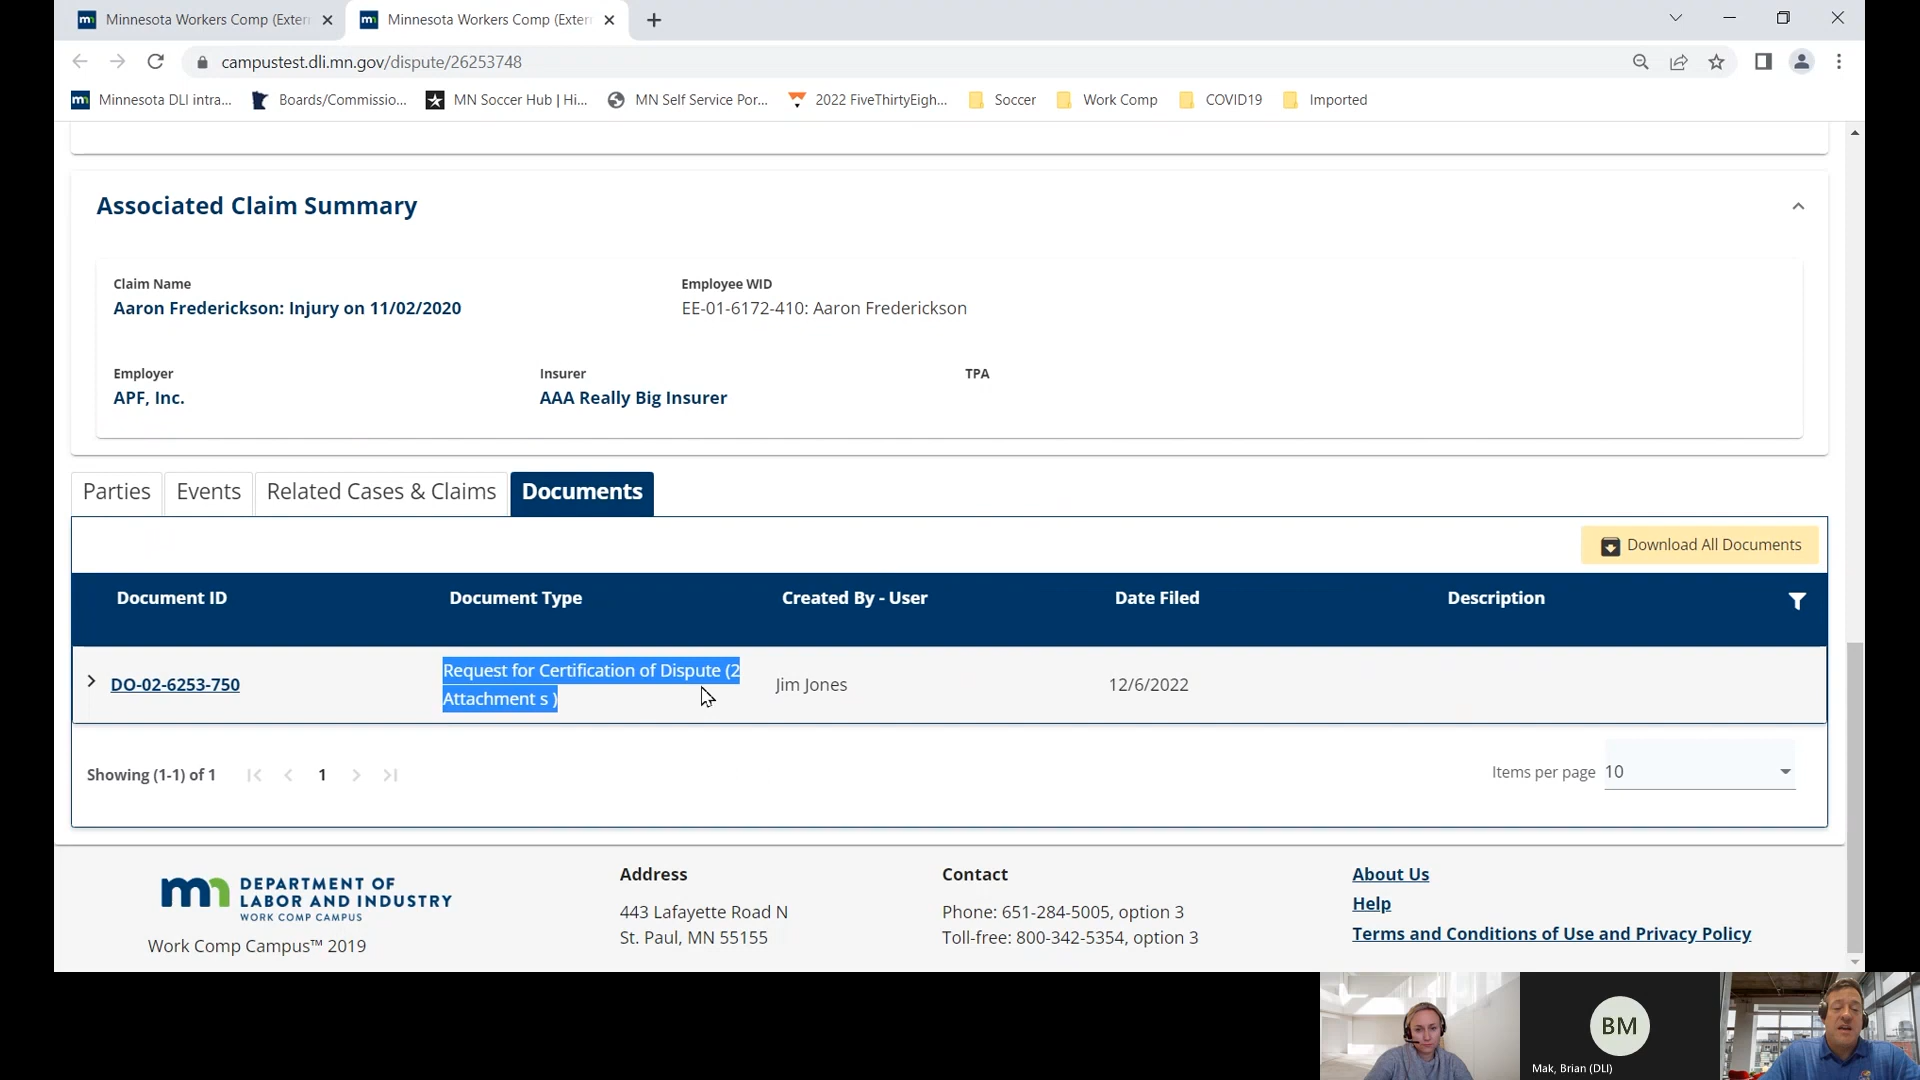 Minnesota Workers Comp (Exter
Minnesota Workers Comp (Exter
campustest.dli.mn.gov/dispute/26253748
Minnesota DLI intra...
Boards/Commissio...
MN Soccer Hub | Hi...
MN Self Service Por...
2022 FiveThirtyEigh...
Soccer
Work Comp
COVID19
Imported
Associated Claim Summary
Claim Name
Employee WID
Aaron Frederickson: Injury on 11/02/2020
EE-01-6172-410: Aaron Frederickson
Employer
Insurer
TPA
APF, Inc.
AAA Really Big Insurer
Parties
Events
Related Cases & Claims
Documents
Download All Documents
Document ID
Document Type
Created By - User
Date Filed
Description
DO-02-6253-750
Request for Certification of Dispute (2
Attachment s )
Jim Jones
12/6/2022
Showing (1-1) of 1
1
Items per page
10
mn
DEPARTMENT OF
LABOR AND INDUSTRY
WORK COMP CAMPUS
Work Comp Campus™ 2019
Address
443 Lafayette Road N
St. Paul, MN 55155
Contact
Phone: 651-284-5005, option 3
Toll-free: 800-342-5354, option 3
About Us
Help
Terms and Conditions of Use and Privacy Policy
BM
Mak, Brian (DLI)